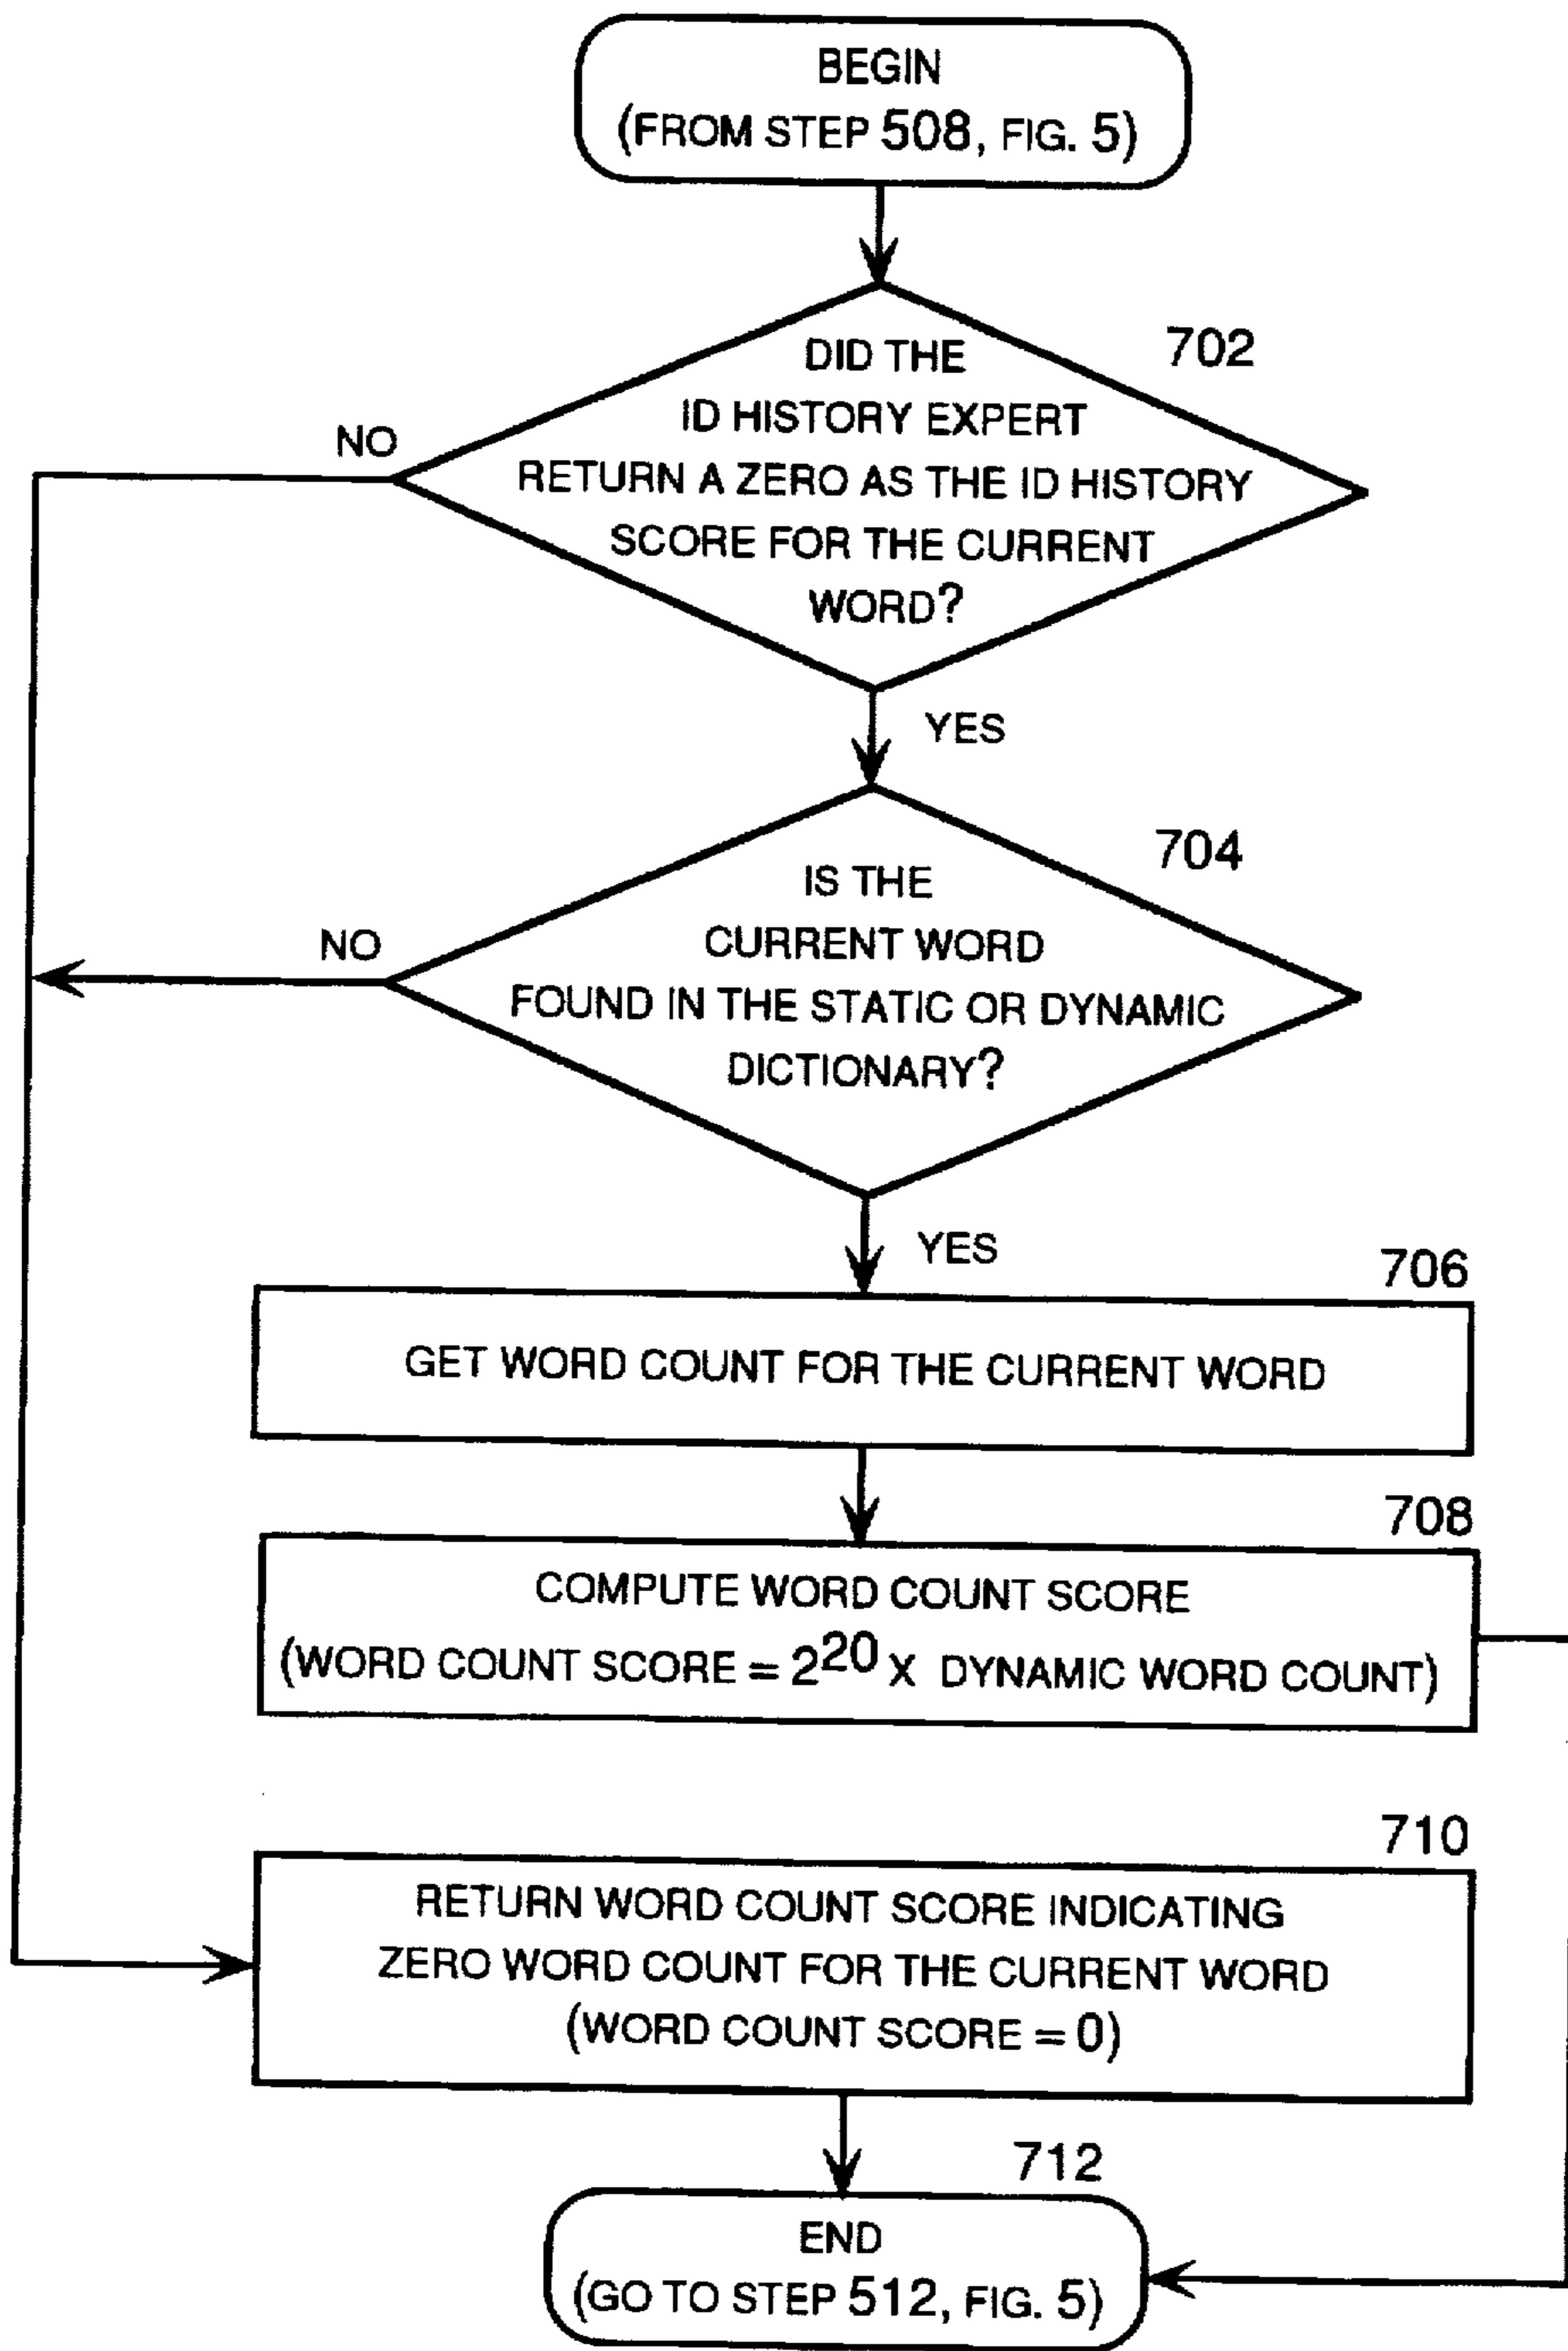 BEGIN
(FROM STEP 508, FIG. 5)
702
DID THE
ID HISTORY EXPERT
RETURN A ZERO AS THE ID HISTORY
SCORE FOR THE CURRENT
WORD?
NO
YES
704
IS THE
CURRENT WORD
FOUND IN THE STATIC OR DYNAMIC
DICTIONARY?
NO
YES
706
GET WORD COUNT FOR THE CURRENT WORD
708
COMPUTE WORD COUNT SCORE
(WORD COUNT SCORE = 2^20 X DYNAMIC WORD COUNT)
710
RETURN WORD COUNT SCORE INDICATING
ZERO WORD COUNT FOR THE CURRENT WORD
(WORD COUNT SCORE = 0)
712
END
(GO TO STEP 512, FIG. 5)